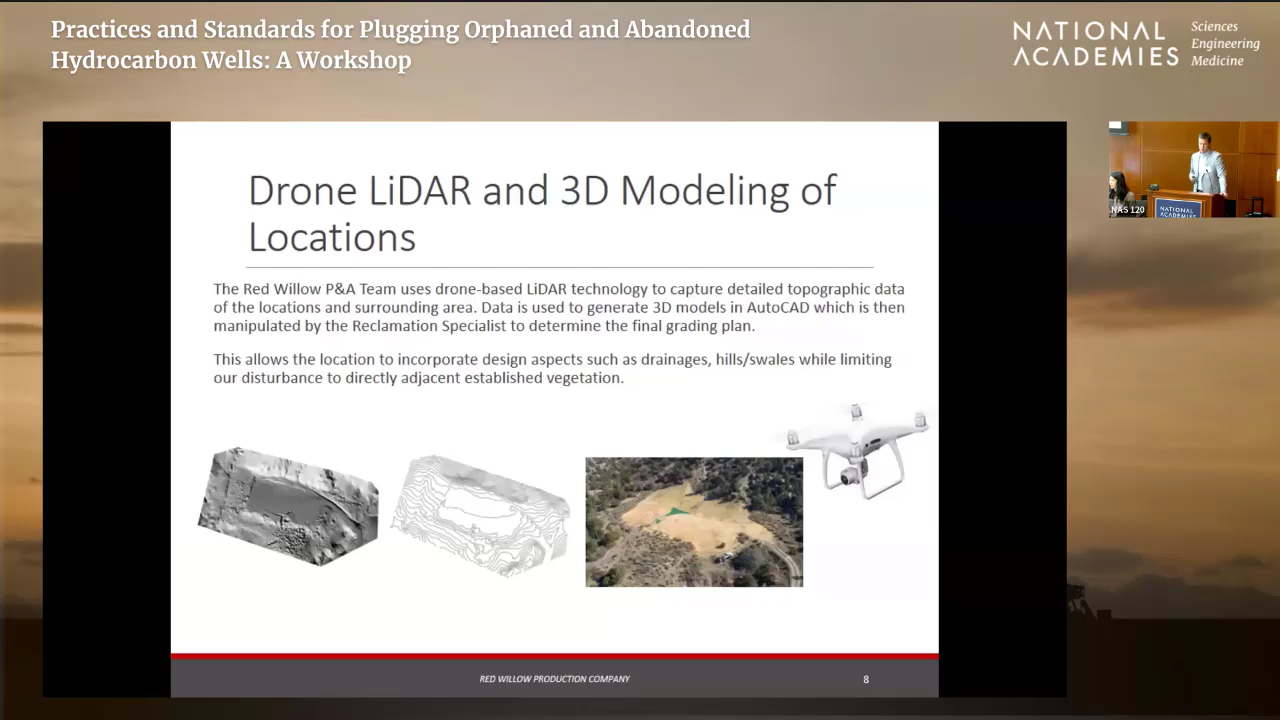 Practices and Standards for Plugging Orphaned and Abandoned
Hydrocarbon Wells: A Workshop
NATIONAL
ACADEMIES
Sciences
Engineering
Medicine
Drone LiDAR and 3D Modeling of
Locations
The Red Willow P&A Team uses drone-based LiDAR technology to capture detailed topographic data
of the locations and surrounding area. Data is used to generate 3D models in AutoCAD which is then
manipulated by the Reclamation Specialist to determine the final grading plan.
This allows the location to incorporate design aspects such as drainages, hills/swales while limiting
our disturbance to directly adjacent established vegetation.
RED WILLOW PRODUCTION COMPANY
8
NAS 120
NATIONAL
ACADEMIES